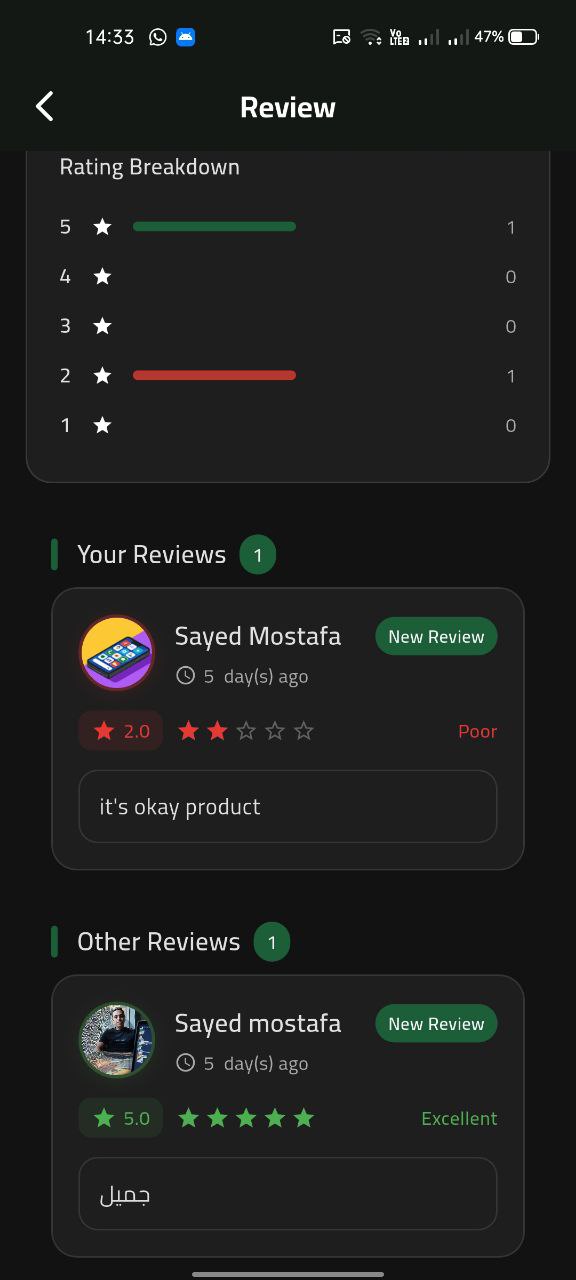 14:33
Vo
LTE2
47%
Review
Rating Breakdown
5 1
4 0
3 0
2 1
1 0
Your Reviews 1
Sayed Mostafa
New Review
5 day(s) ago
2.0
Poor
it's okay product
Other Reviews 1
Sayed mostafa
New Review
5 day(s) ago
5.0
Excellent
جميل